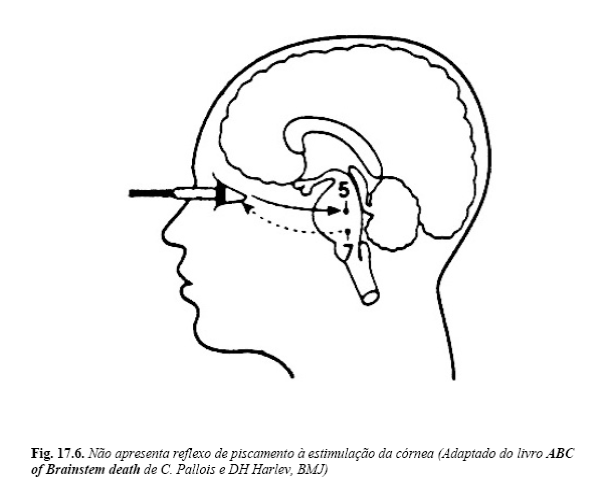 5
7
Fig. 17.6. Não apresenta reflexo de piscamento à estimulação da córnea (Adaptado do livro ABC
of Brainstem death de C. Pallois e DH Harlev, BMJ)